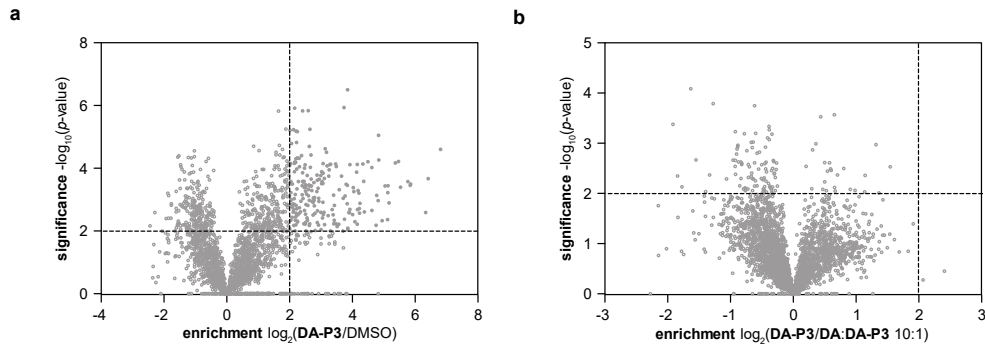 a
b
8
6
4
2
0
-4 -2 0 2 4 6 8
significance -log10(p-value)
enrichment log2(DA-P3/DMSO)
5
4
3
2
1
0
-3 -2 -1 0 1 2 3
significance -log10(p-value)
enrichment log2(DA-P3/DA:DA-P3 10:1)